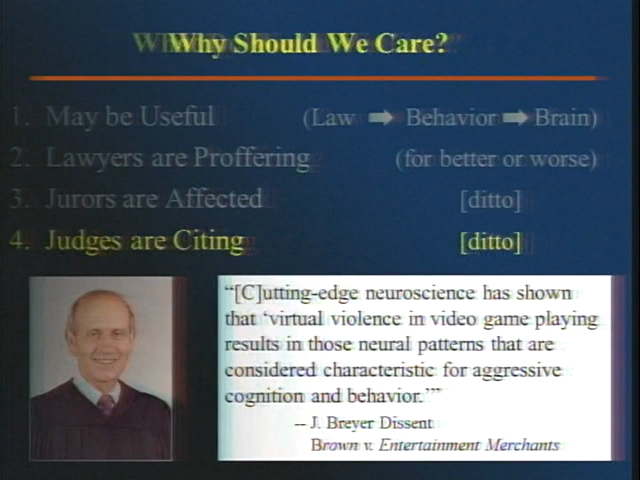 Why Should We Care?
1. May be Useful (Law ➡ Behavior ➡ Brain)
2. Lawyers are Proffering (for better or worse)
3. Jurors are Affected [ditto]
4. Judges are Citing [ditto]
“[C]utting-edge neuroscience has shown
that ‘virtual violence in video game playing
results in those neural patterns that are
considered characteristic for aggressive
cognition and behavior.’”
-- J. Breyer Dissent
Brown v. Entertainment Merchants